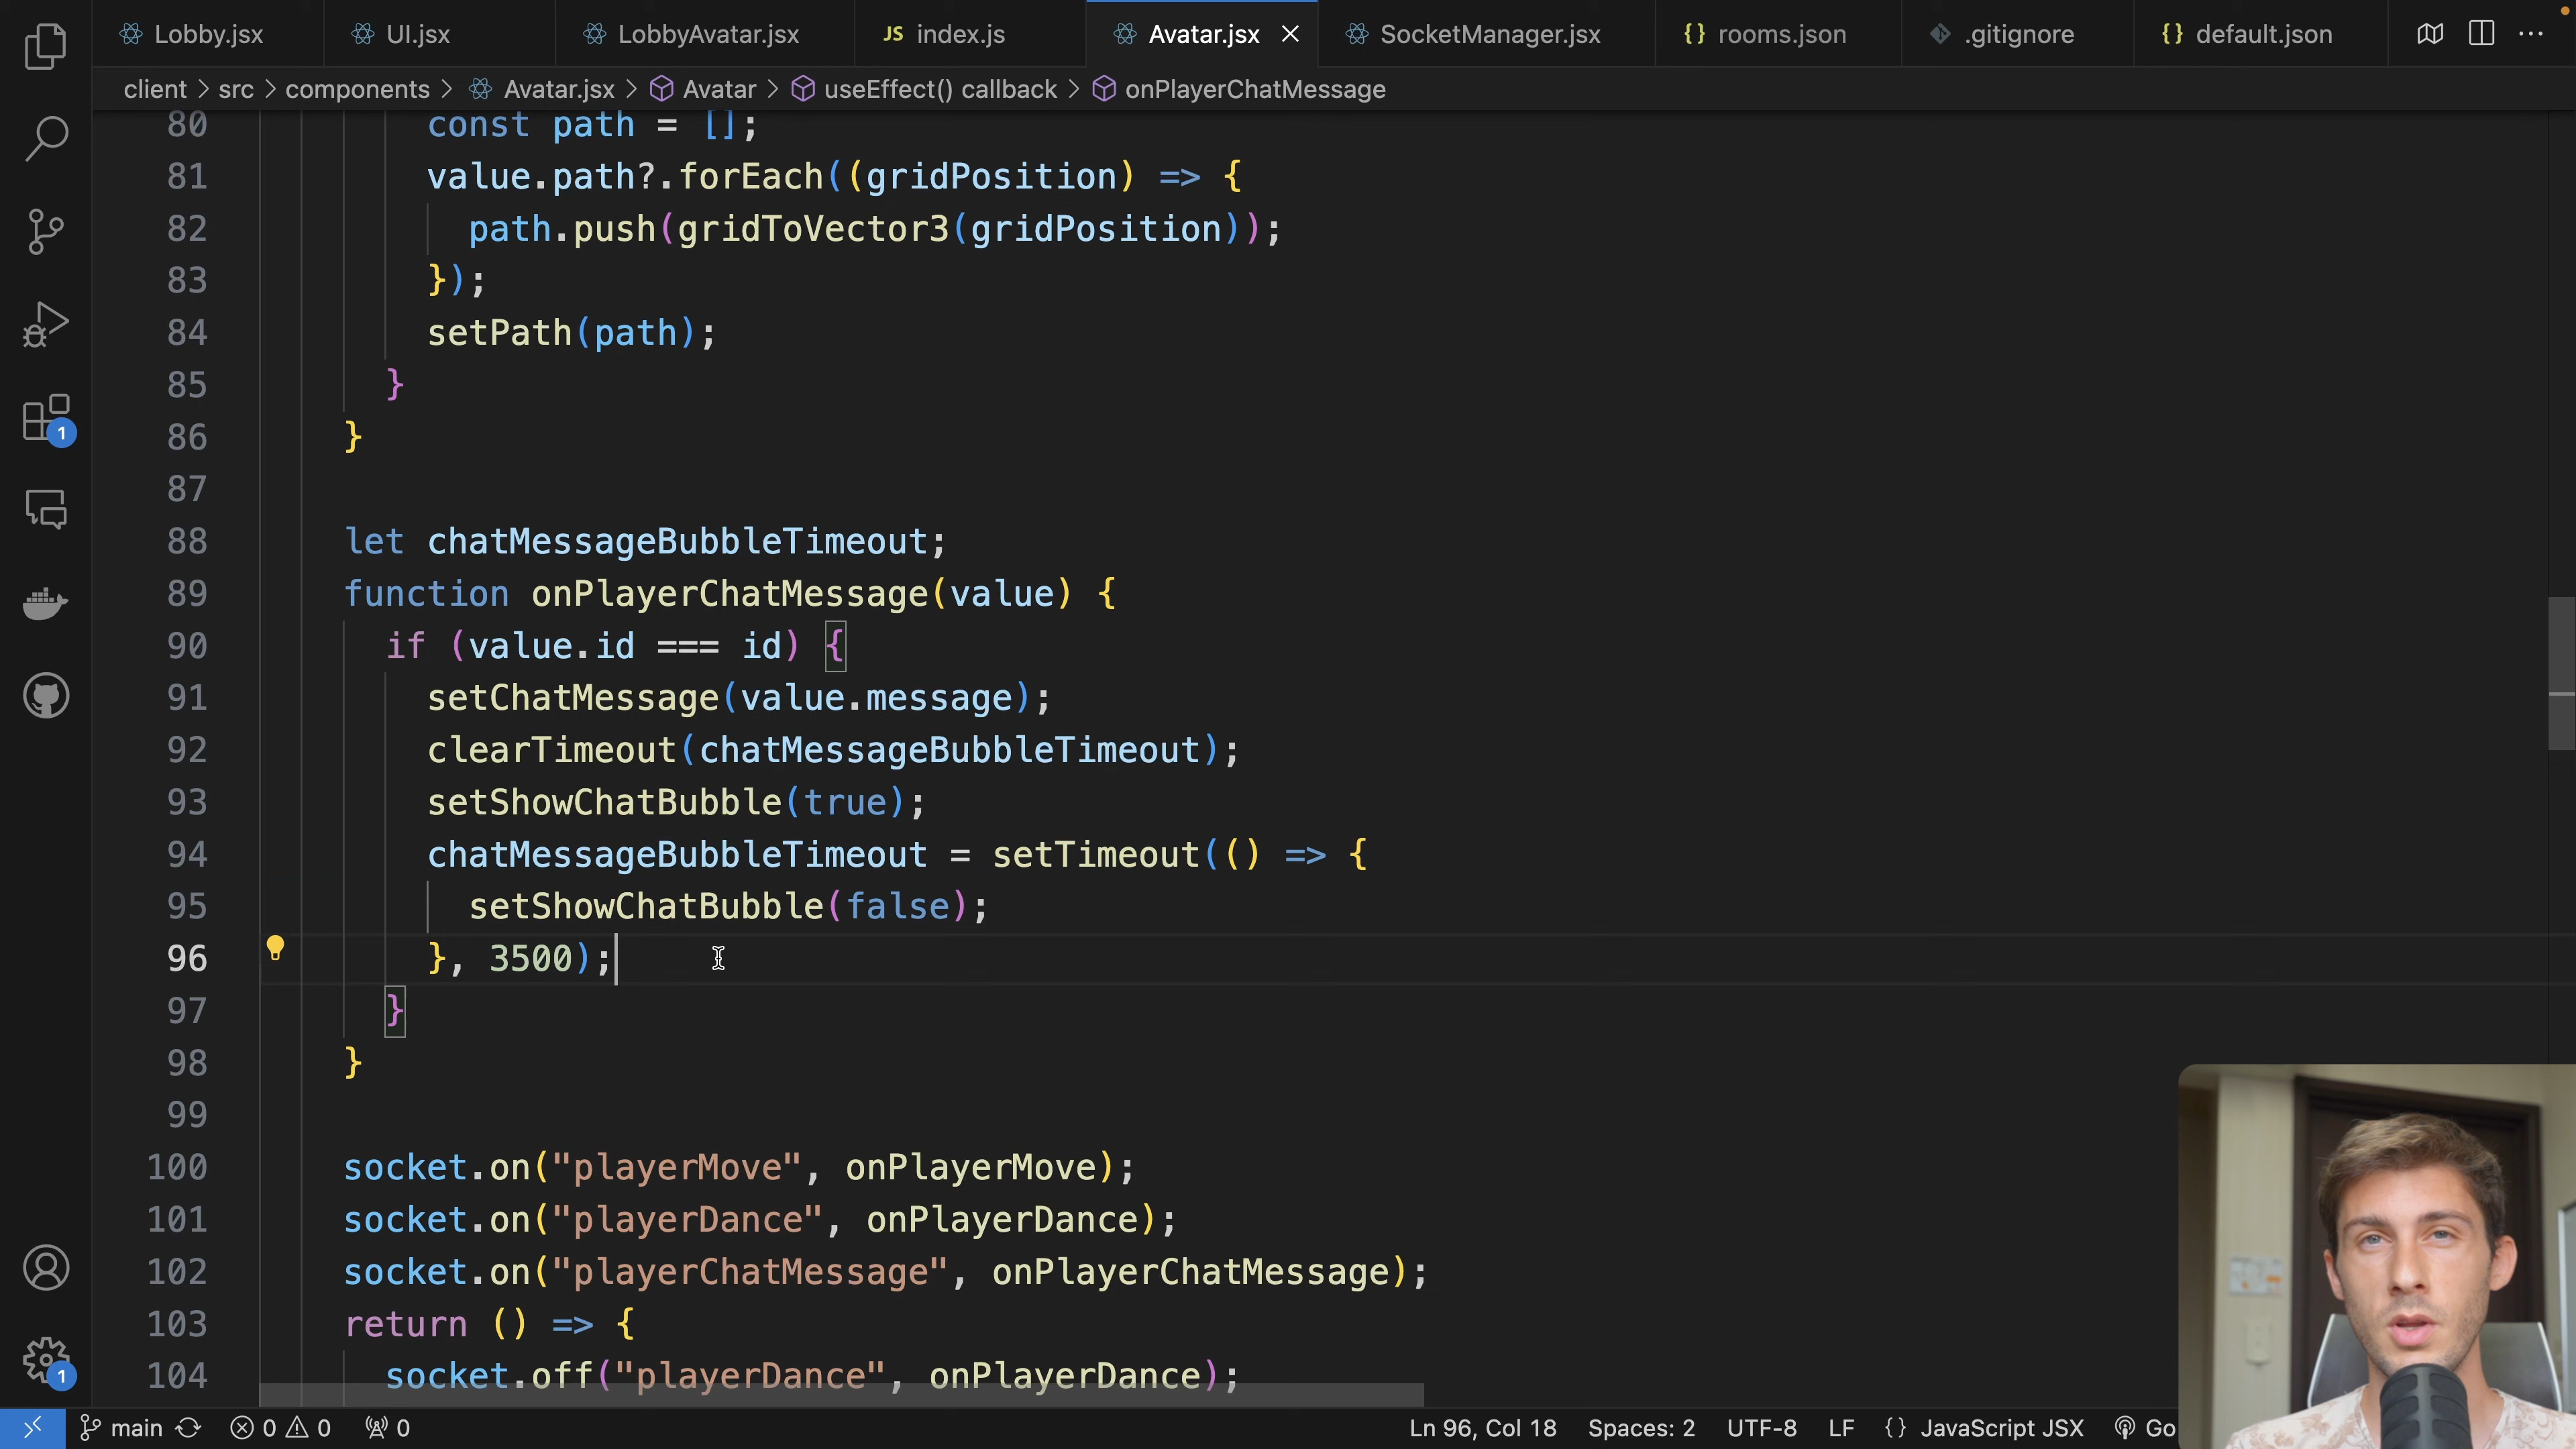 Lobby.jsx UI.jsx LobbyAvatar.jsx JS index.js Avatar.jsx SocketManager.jsx {} rooms.json .gitignore {} default.json
client > src > components > Avatar.jsx > Avatar > useEffect() callback > onPlayerChatMessage
80 const path = [];
81 value.path?.forEach((gridPosition) => {
82 path.push(gridToVector3(gridPosition));
83 });
84 setPath(path);
85 }
86 }
87
88 let chatMessageBubbleTimeout;
89 function onPlayerChatMessage(value) {
90 if (value.id === id) {
91 setChatMessage(value.message);
92 clearTimeout(chatMessageBubbleTimeout);
93 setShowChatBubble(true);
94 chatMessageBubbleTimeout = setTimeout(() => {
95 setShowChatBubble(false);
96 }, 3500);
97 }
98 }
99
100 socket.on("playerMove", onPlayerMove);
101 socket.on("playerDance", onPlayerDance);
102 socket.on("playerChatMessage", onPlayerChatMessage);
103 return () => {
104 socket.off("playerDance", onPlayerDance);
1
1
main 0 0 0 Ln 96, Col 18 Spaces: 2 UTF-8 LF {} JavaScript JSX Go